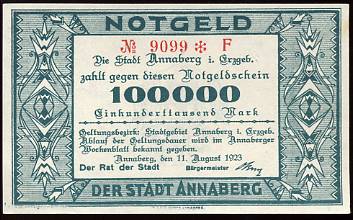 NOTGELD
№ 9099 * F
Die Stadt Annaberg i. Erzgeb.
zahlt gegen diesen Notgeldschein
100000
Einhunderttausend Mark
Geltungsbezirk: Stadtgebiet Annaberg i. Erzgeb.
Ablauf der Geltungsdauer wird im Annaberger
Wochenblatt bekannt gegeben.
Annaberg, den 11. August 1923
Der Rat der Stadt Bürgermeister
DER STADT ANNABERG